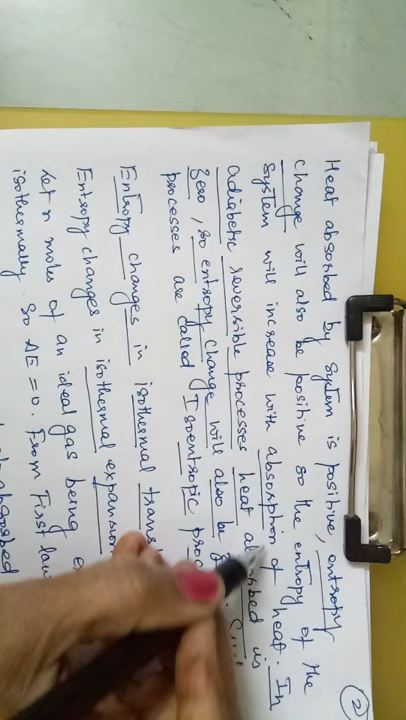 2
Heat absorbed by system is positive, entropy
change will also be positive so the entropy of the
system will increase with absorption of heat. In
adiabatic reversible processes heat absorbed is
zero, so entropy change will also be
processes are called Isoentropic
Entropy changes in isothermal
Entropy changes in isothermal expansion
Let n moles of an ideal gas being
isothermally. So ΔE = 0. From First
absorbed